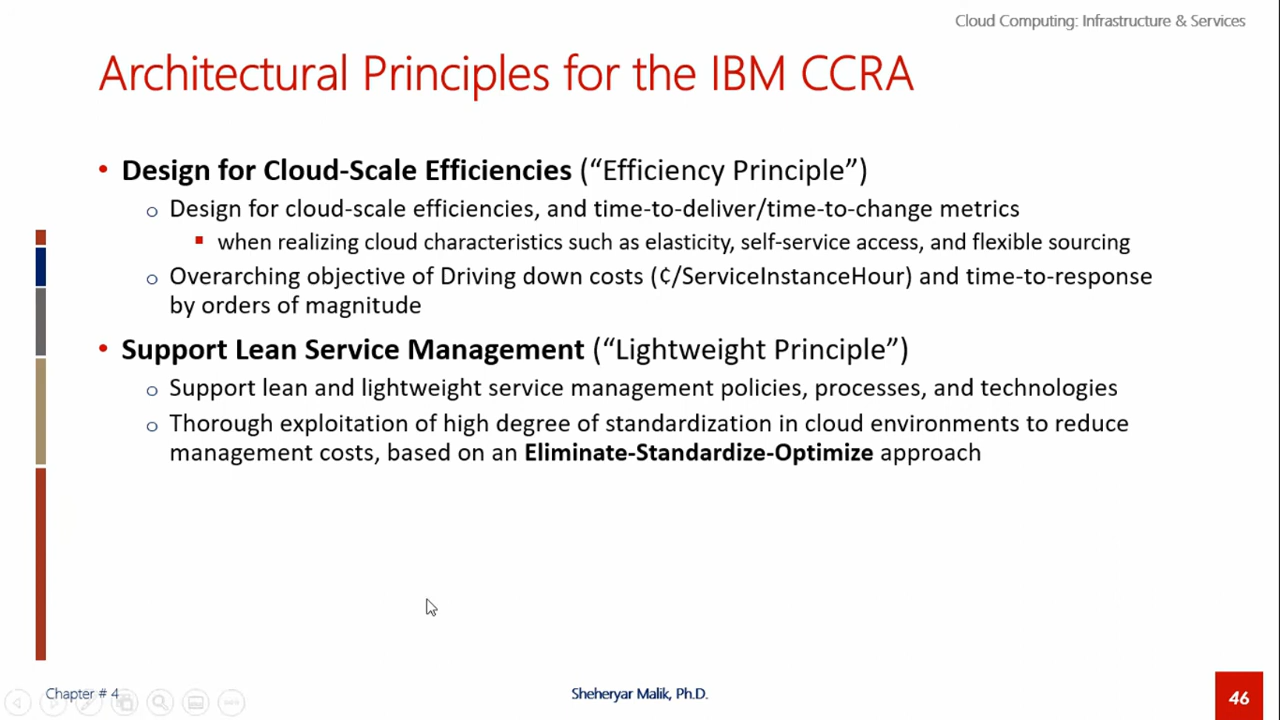 Cloud Computing: Infrastructure & Services
Architectural Principles for the IBM CCRA
• Design for Cloud-Scale Efficiencies (“Efficiency Principle”)
o Design for cloud-scale efficiencies, and time-to-deliver/time-to-change metrics
▪ when realizing cloud characteristics such as elasticity, self-service access, and flexible sourcing
o Overarching objective of Driving down costs (¢/ServiceInstanceHour) and time-to-response
by orders of magnitude
• Support Lean Service Management (“Lightweight Principle”)
o Support lean and lightweight service management policies, processes, and technologies
o Thorough exploitation of high degree of standardization in cloud environments to reduce
management costs, based on an Eliminate-Standardize-Optimize approach
Chapter # 4
Sheheryar Malik, Ph.D.
46